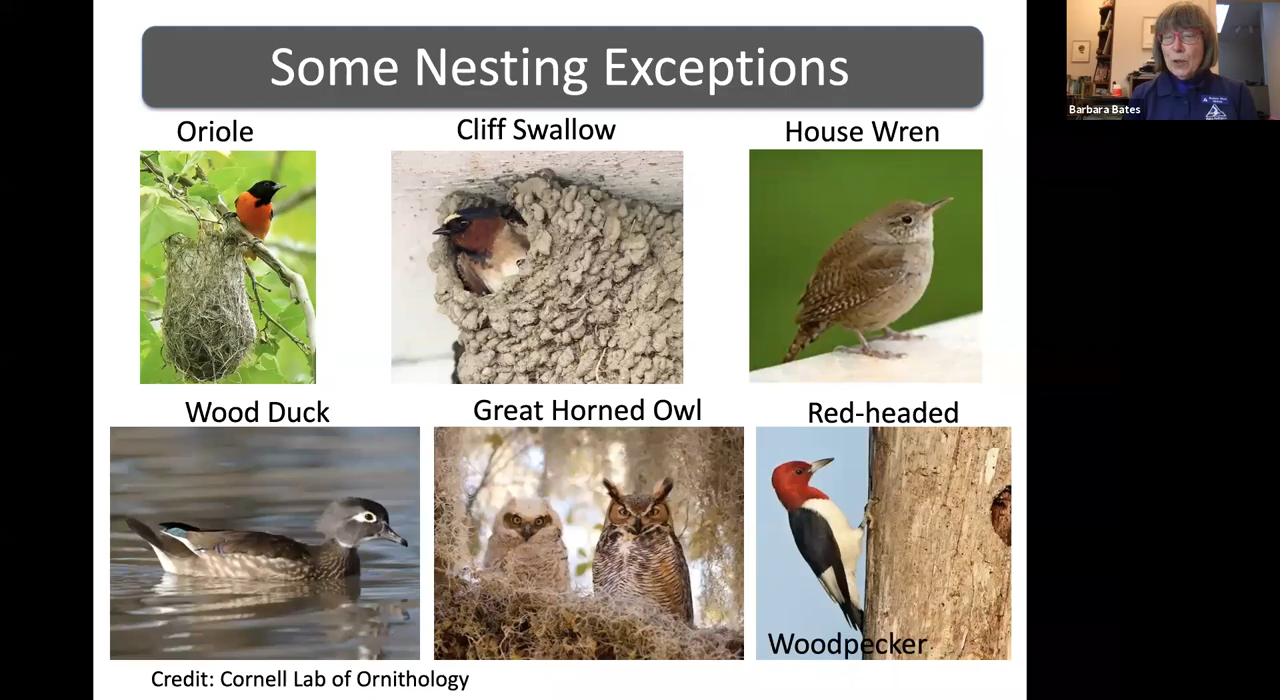 Some Nesting Exceptions
Barbara Bates
Oriole
Cliff Swallow
House Wren
Wood Duck
Great Horned Owl
Red-headed
Woodpecker
Credit: Cornell Lab of Ornithology